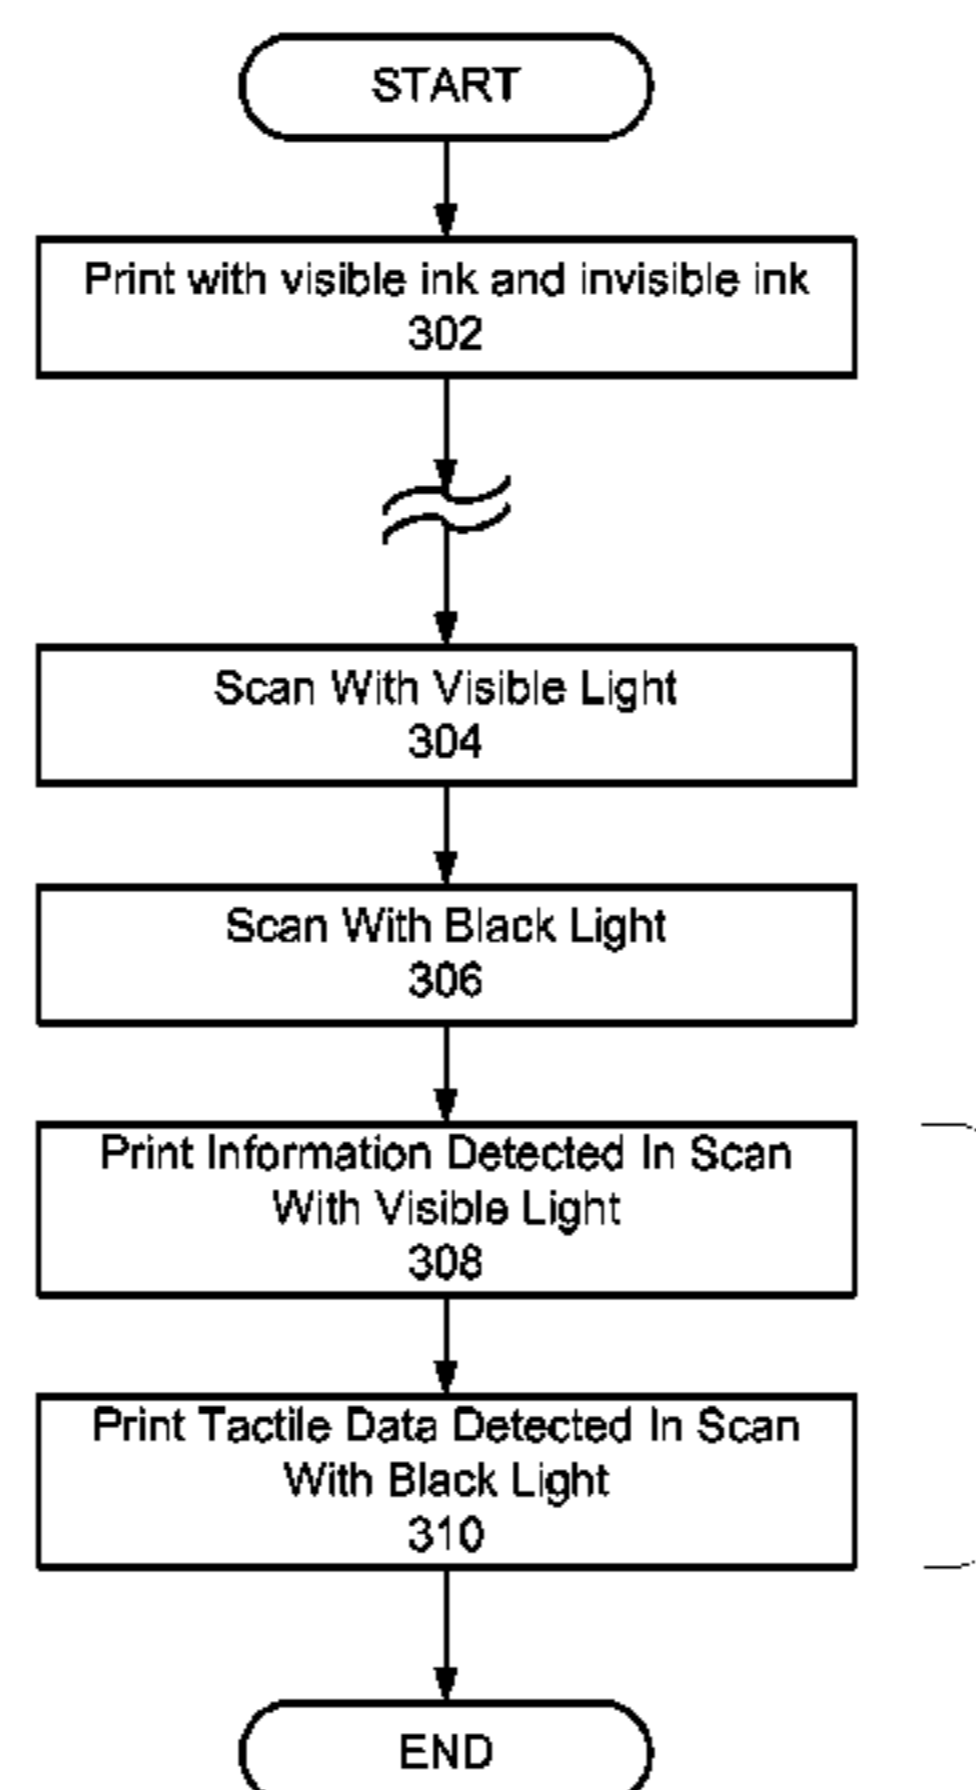 START
Print with visible ink and invisible ink
302
Scan With Visible Light
304
Scan With Black Light
306
Print Information Detected In Scan
With Visible Light
308
Print Tactile Data Detected In Scan
With Black Light
310
END